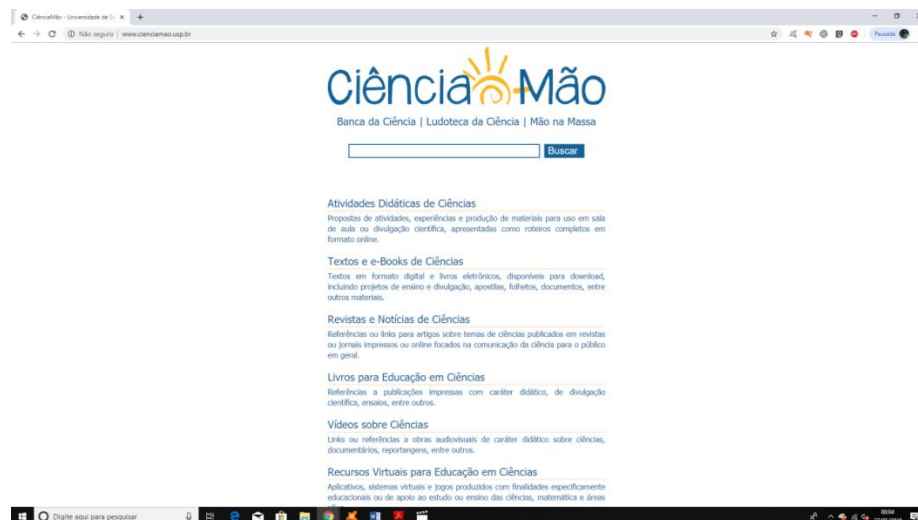 CiênciaMão - Universidade de
Não seguro | www.cienciamao.usp.br
Pausada
Ciência Mão
Banca da Ciência | Ludoteca da Ciência | Mão na Massa
Buscar
Atividades Didáticas de Ciências
Propostas de atividades, experiências e produção de materiais para uso em sala
de aula ou divulgação científica, apresentadas como roteiros completos em
formato online.
Textos e e-Books de Ciências
Textos em formato digital e livros eletrônicos, disponíveis para download,
incluindo projetos de ensino e divulgação, apostilas, folhetos, documentos, entre
outros materiais.
Revistas e Notícias de Ciências
Referências ou links para artigos sobre temas de ciências publicados em revistas
ou jornais impressos ou online focados na comunicação da ciência para o público
em geral.
Livros para Educação em Ciências
Referências a publicações impressas com caráter didático, de divulgação
científica, ensaios, entre outros.
Vídeos sobre Ciências
Links ou referências a obras audiovisuais de caráter didático sobre ciências,
documentários, reportangens, entre outros.
Recursos Virtuais para Educação em Ciências
Aplicativos, sistemas virtuais e jogos produzidos com finalidades especificamente
educacionais ou de apoio ao estudo ou ensino das ciências, matemática e áreas
Digite aqui para pesquisar
00:04